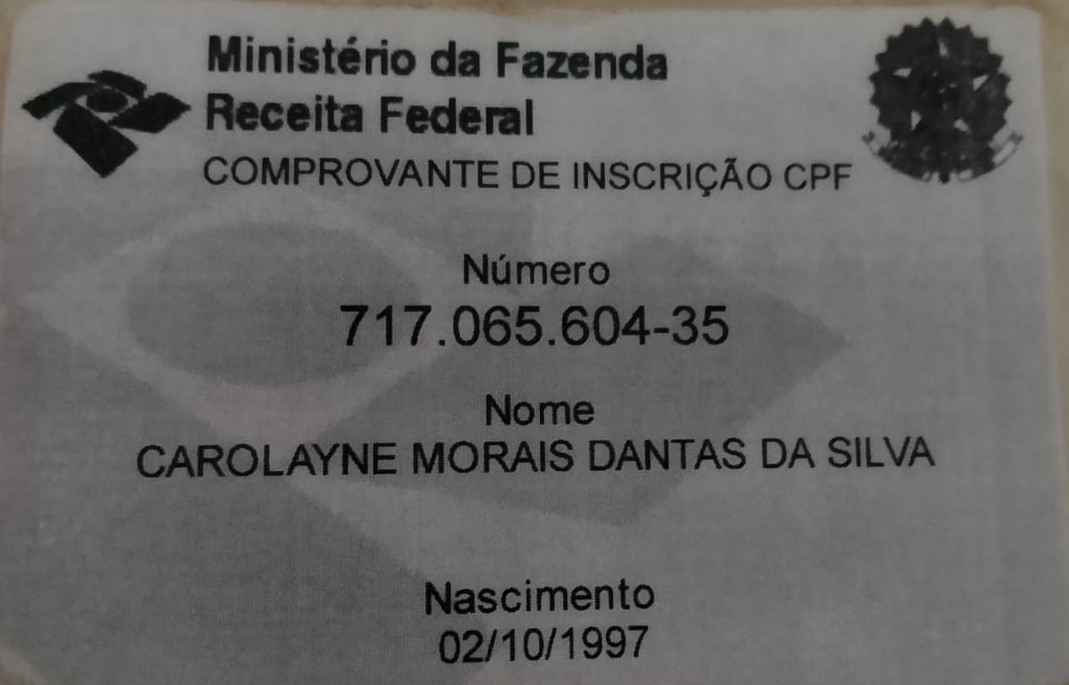 Ministério da Fazenda
Receita Federal
COMPROVANTE DE INSCRIÇÃO CPF
Número
717.065.604-35
Nome
CAROLAYNE MORAIS DANTAS DA SILVA
Nascimento
02/10/1997